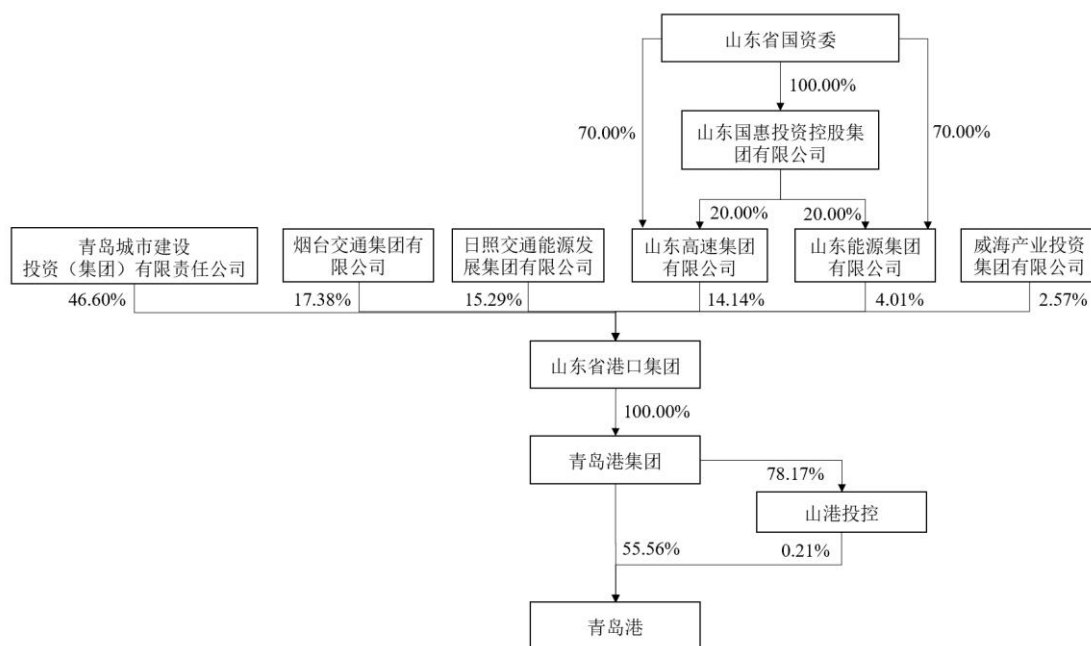 山东省国资委
100.00%
70.00%
山东国惠投资控股集
团有限公司
70.00%
20.00%
20.00%
青岛城市建设
投资（集团）有限责任公司
烟台交通集团有
限公司
日照交通能源发
展集团有限公司
山东高速集团
有限公司
山东能源集团
有限公司
威海产业投资
集团有限公司
46.60%
17.38%
15.29%
14.14%
4.01%
2.57%
山东省港口集团
100.00%
青岛港集团
78.17%
山港投控
55.56%
0.21%
青岛港